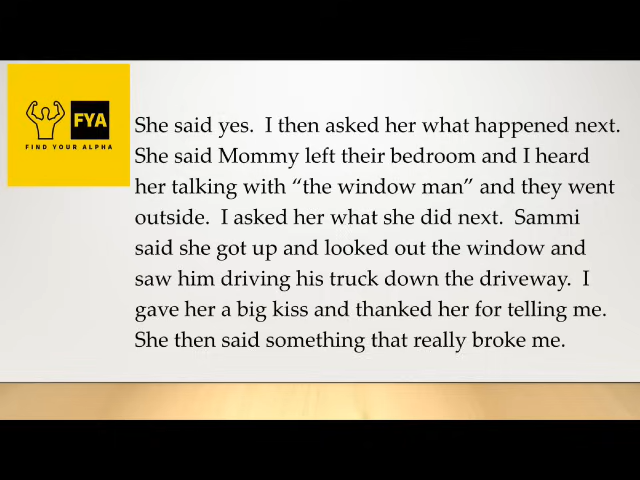 FYA
FIND YOUR ALPHA
She said yes.  I then asked her what happened next.
She said Mommy left their bedroom and I heard
her talking with “the window man” and they went
outside.  I asked her what she did next.  Sammi
said she got up and looked out the window and
saw him driving his truck down the driveway.  I
gave her a big kiss and thanked her for telling me.
She then said something that really broke me.